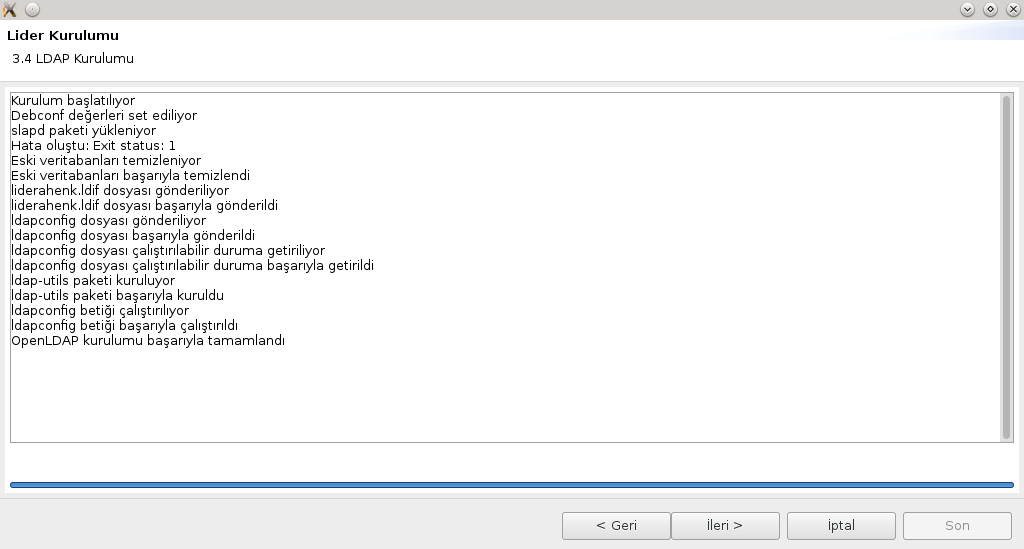 Lider Kurulumu
3.4 LDAP Kurulumu
Kurulum başlatılıyor
Debconf değerleri set ediliyor
slapd paketi yükleniyor
Hata oluştu: Exit status: 1
Eski veritabanları temizleniyor
Eski veritabanları başarıyla temizlendi
liderahenk.ldif dosyası gönderiliyor
liderahenk.ldif dosyası başarıyla gönderildi
ldapconfig dosyası gönderiliyor
ldapconfig dosyası başarıyla gönderildi
ldapconfig dosyası çalıştırılabilir duruma getiriliyor
ldapconfig dosyası çalıştırılabilir duruma başarıyla getirildi
ldap-utils paketi kuruluyor
ldap-utils paketi başarıyla kuruldu
ldapconfig betiği çalıştırılıyor
ldapconfig betiği başarıyla çalıştırıldı
OpenLDAP kurulumu başarıyla tamamlandı
< Geri İleri > İptal Son